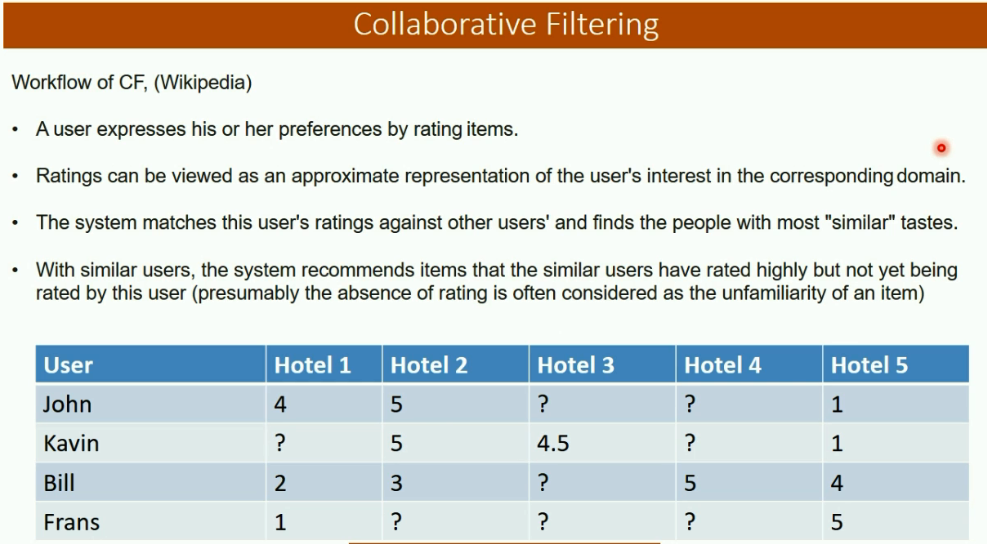 Collaborative Filtering
Workflow of CF, (Wikipedia)
• A user expresses his or her preferences by rating items.
• Ratings can be viewed as an approximate representation of the user's interest in the corresponding domain.
• The system matches this user's ratings against other users' and finds the people with most "similar" tastes.
• With similar users, the system recommends items that the similar users have rated highly but not yet being
rated by this user (presumably the absence of rating is often considered as the unfamiliarity of an item)
User Hotel 1 Hotel 2 Hotel 3 Hotel 4 Hotel 5
John 4 5 ? ? 1
Kavin ? 5 4.5 ? 1
Bill 2 3 ? 5 4
Frans 1 ? ? ? 5